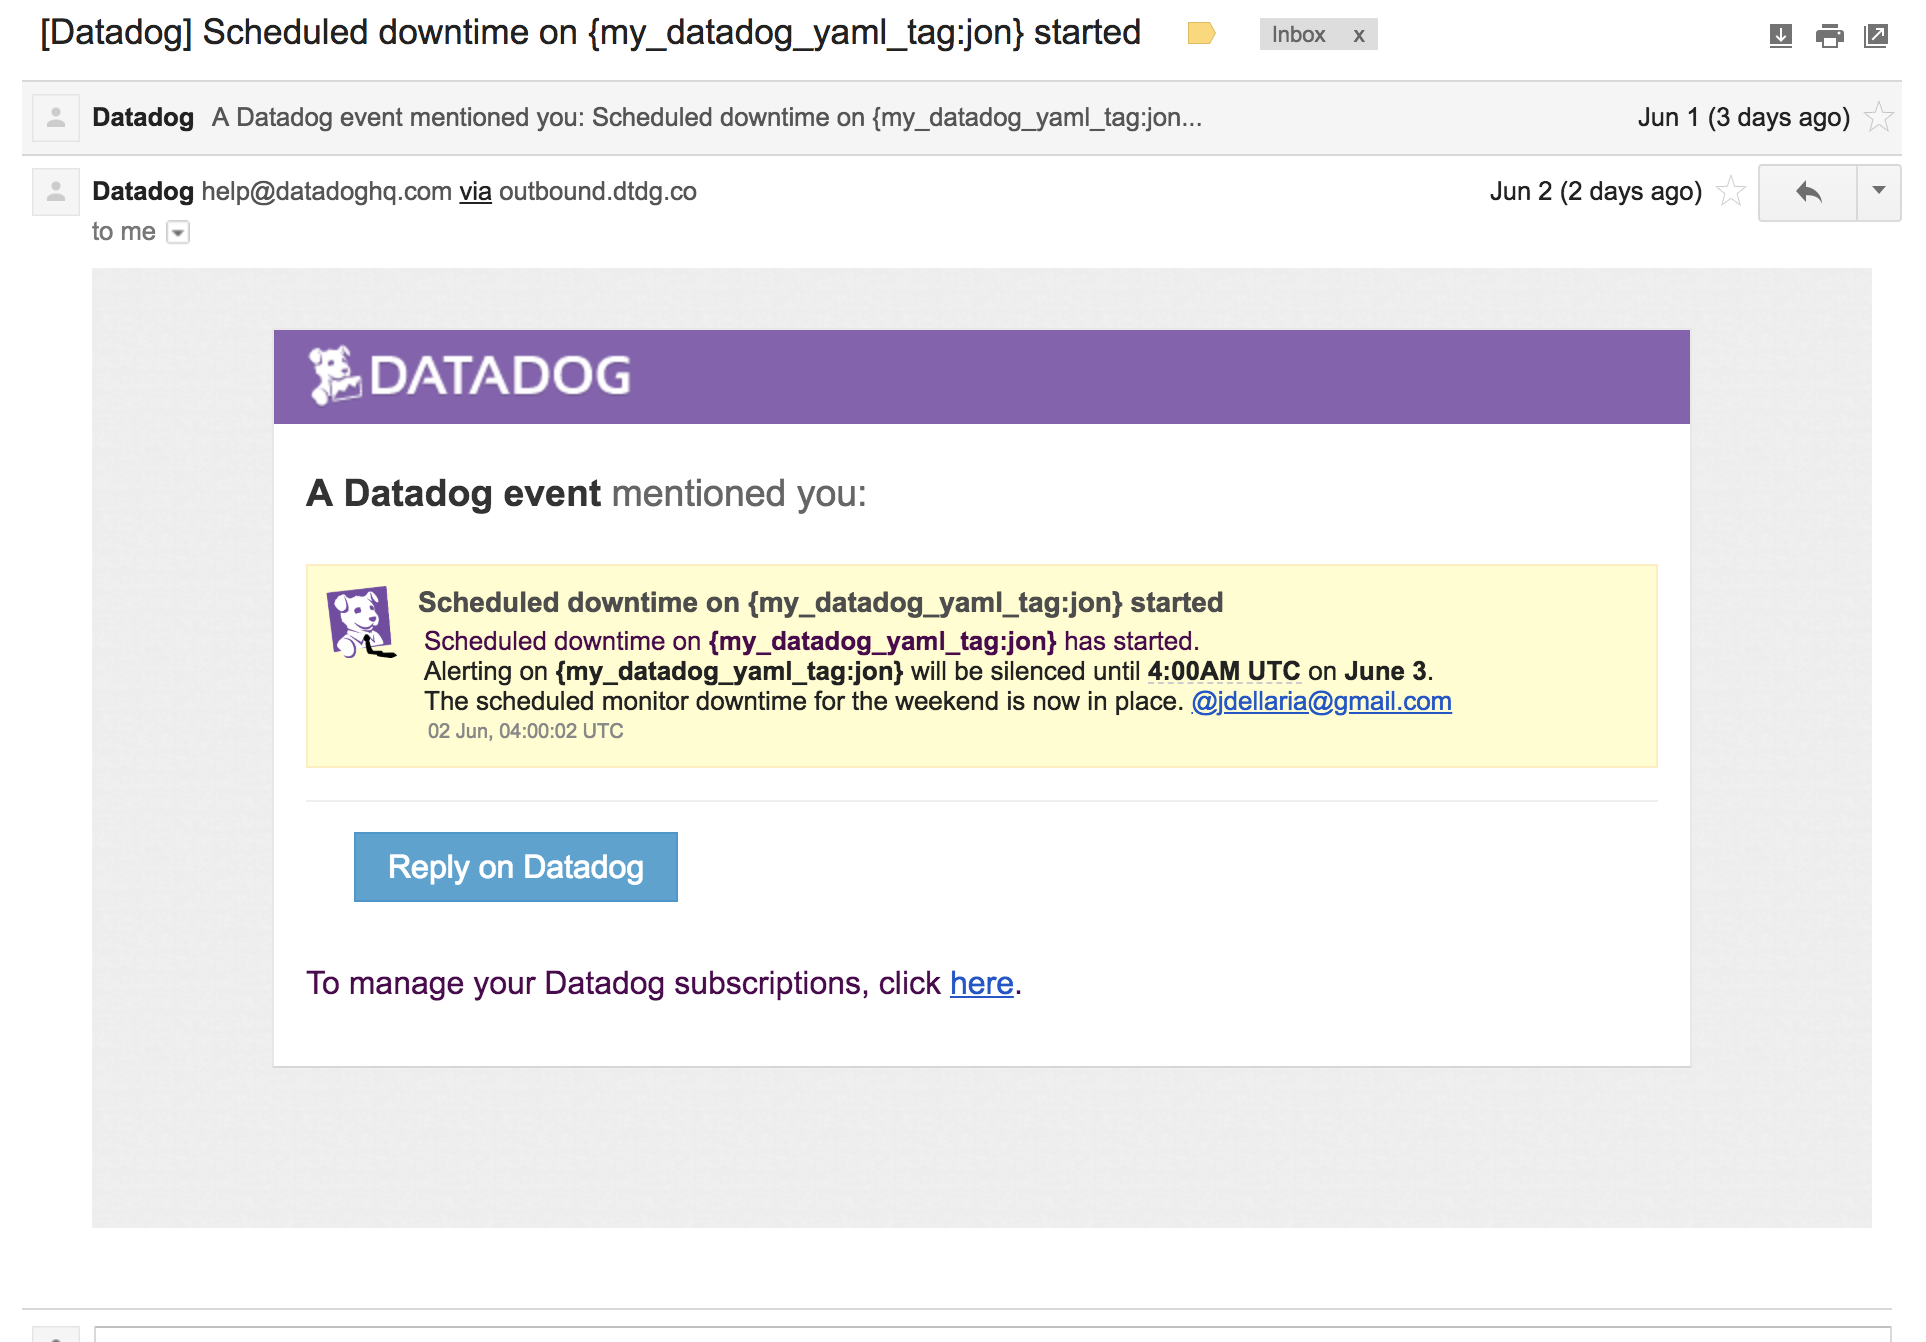 [Datadog] Scheduled downtime on {my_datadog_yaml_tag:jon} started
Inbox x
Datadog A Datadog event mentioned you: Scheduled downtime on {my_datadog_yaml_tag:jon... Jun 1 (3 days ago)
Datadog help@datadoghq.com via outbound.dtdg.co Jun 2 (2 days ago)
to me
DATADOG
A Datadog event mentioned you:
Scheduled downtime on {my_datadog_yaml_tag:jon} started
Scheduled downtime on {my_datadog_yaml_tag:jon} has started.
Alerting on {my_datadog_yaml_tag:jon} will be silenced until 4:00AM UTC on June 3.
The scheduled monitor downtime for the weekend is now in place. @jdellaria@gmail.com
02 Jun, 04:00:02 UTC
Reply on Datadog
To manage your Datadog subscriptions, click here.